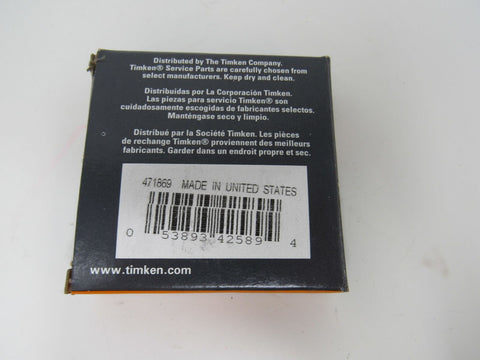 Distributed by The Timken Company.
Timken® Service Parts are carefully chosen from
select manufacturers. Keep dry and clean.
Distribuidas por La Corporación Timken.
Las piezas para servicio Timken® son
cuidadosamente escogidas de fabricantes selectos.
Manténgase seco y limpio.
Distribué par la Société Timken. Les pièces
de rechange Timken® proviennent des meilleurs
fabricants. Garder dans un endroit propre et sec.
471869 MADE IN UNITED STATES
0 53893 42589 4
www.timken.com